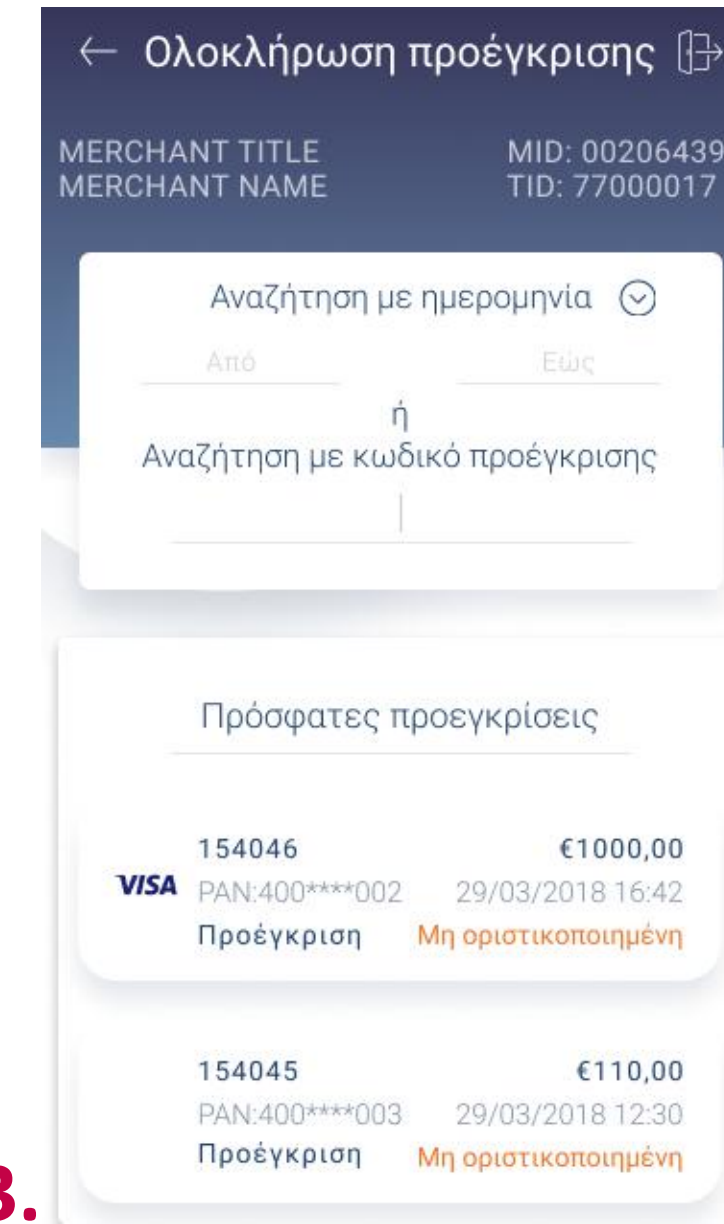 Ολοκλήρωση προέγκρισης
MERCHANT TITLE MID: 00206439
MERCHANT NAME TID: 77000017
Αναζήτηση με ημερομηνία
Από Εώς
ή
Αναζήτηση με κωδικό προέγκρισης
Πρόσφατες προεγκρίσεις
154046 €1000,00
VISA PAN:400****002 29/03/2018 16:42
Προέγκριση Μη οριστικοποιημένη
154045 €110,00
PAN:400****003 29/03/2018 12:30
Προέγκριση Μη οριστικοποιημένη
3.